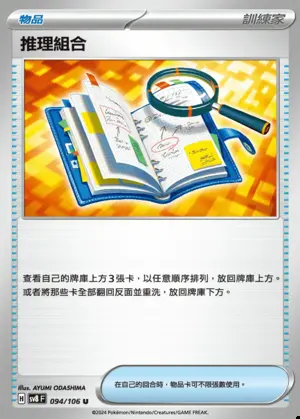 物品
訓練家
推理組合
查看自己的牌庫上方3張卡，以任意順序排列，放回牌庫上方。
或者將那些卡全部翻回反面並重洗，放回牌庫下方。
illus. AYUMI ODASHIMA
H SV8 F 094/106 U
在自己的回合時，物品卡可不限張數使用。
©2024 Pokémon/Nintendo/Creatures/GAME FREAK.